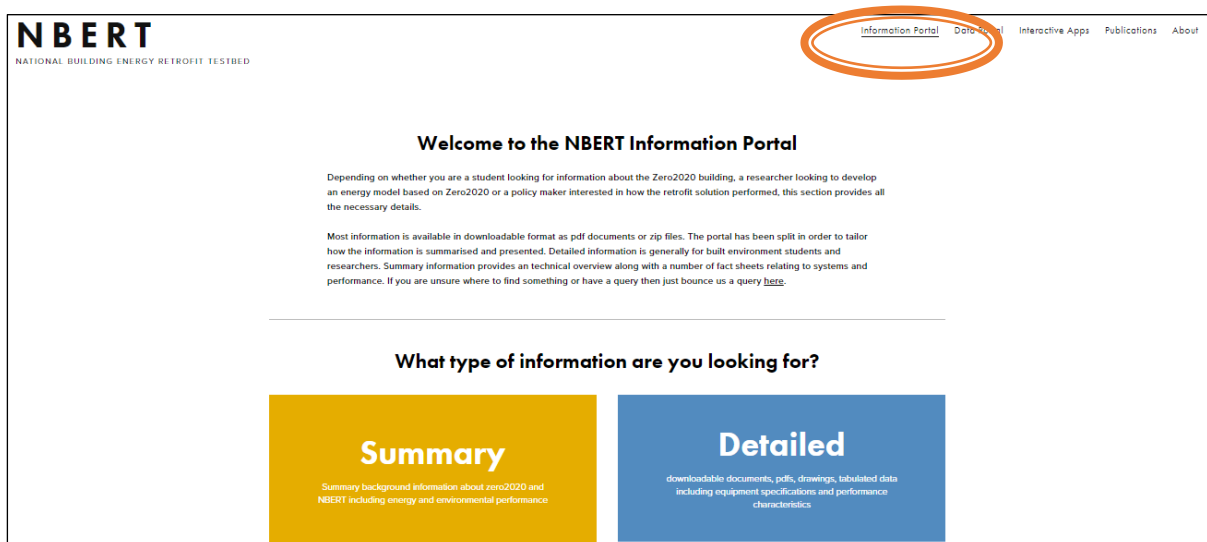 NBERT
NATIONAL BUILDING ENERGY RETROFIT TESTBED
Information Portal Data Portal Interactive Apps Publications About
Welcome to the NBERT Information Portal
Depending on whether you are a student looking for information about the Zero2020 building, a researcher looking to develop
an energy model based on Zero2020 or a policy maker interested in how the retrofit solution performed, this section provides all
the necessary details.
Most information is available in downloadable format as pdf documents or zip files. The portal has been split in order to tailor
how the information is summarised and presented. Detailed information is generally for built environment students and
researchers. Summary information provides an technical overview along with a number of fact sheets relating to systems and
performance. If you are unsure where to find something or have a query then just bounce us a query here.
What type of information are you looking for?
Summary
Summary background information about zero2020 and
NBERT including energy and environmental performance
Detailed
downloadable documents, pdfs, drawings, tabulated data
including equipment specifications and performance
characteristics